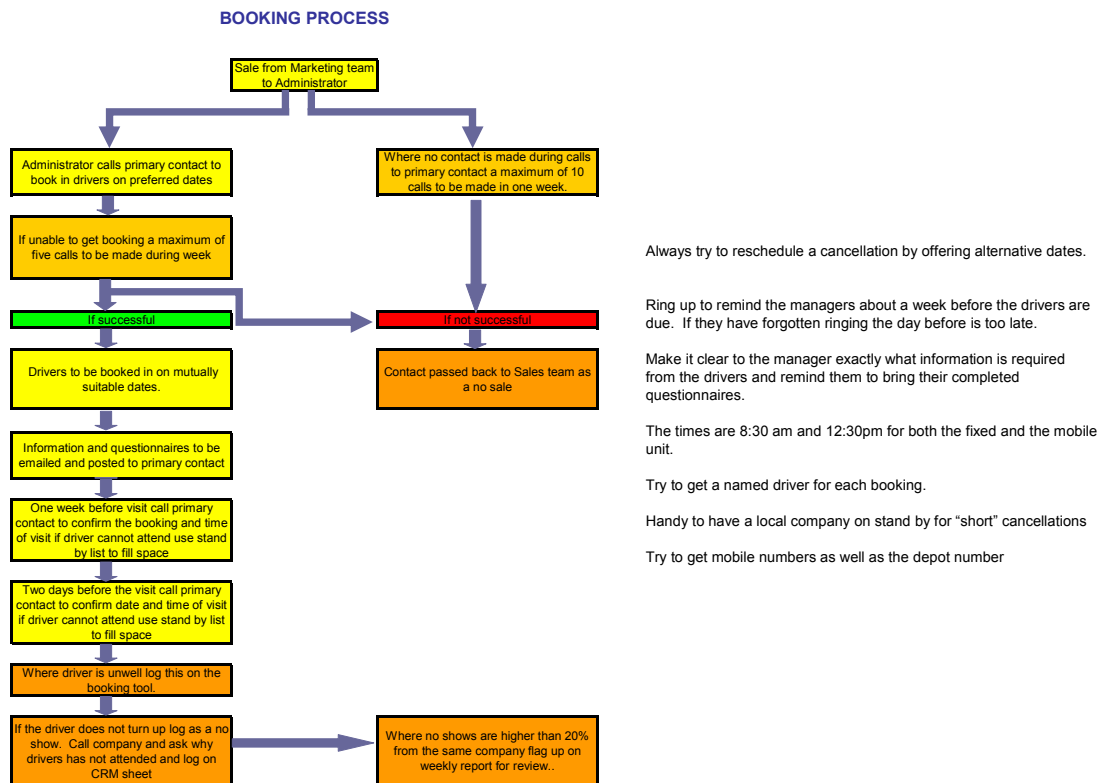 BOOKING PROCESS
Sale from Marketing team
to Administrator
Administrator calls primary contact to
book in drivers on preferred dates
Where no contact is made during calls
to primary contact a maximum of 10
calls to be made in one week.
If unable to get booking a maximum of
five calls to be made during week
If successful
If not successful
Drivers to be booked in on mutually
suitable dates.
Contact passed back to Sales team as
a no sale
Information and questionnaires to be
emailed and posted to primary contact
One week before visit call primary
contact to confirm the booking and time
of visit if driver cannot attend use stand
by list to fill space
Two days before the visit call primary
contact to confirm date and time of visit
if driver cannot attend use stand by list
to fill space
Where driver is unwell log this on the
booking tool.
If the driver does not turn up log as a no
show.  Call company and ask why
drivers has not attended and log on
CRM sheet
Where no shows are higher than 20%
from the same company flag up on
weekly report for review..
Always try to reschedule a cancellation by offering alternative dates.
Ring up to remind the managers about a week before the drivers are
due.  If they have forgotten ringing the day before is too late.
Make it clear to the manager exactly what information is required
from the drivers and remind them to bring their completed
questionnaires.
The times are 8:30 am and 12:30pm for both the fixed and the mobile
unit.
Try to get a named driver for each booking.
Handy to have a local company on stand by for “short” cancellations
Try to get mobile numbers as well as the depot number